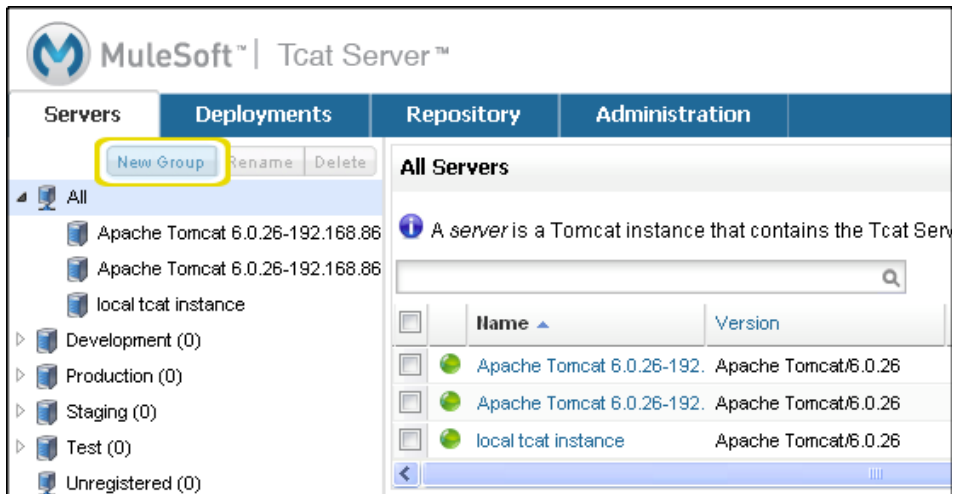 MuleSoft™ | Tcat Server™
Servers Deployments Repository Administration
New Group Rename Delete
All
Apache Tomcat 6.0.26-192.168.86
Apache Tomcat 6.0.26-192.168.86
local tcat instance
Development (0)
Production (0)
Staging (0)
Test (0)
Unregistered (0)
All Servers
A server is a Tomcat instance that contains the Tcat Serv
Name Version
Apache Tomcat 6.0.26-192. Apache Tomcat/6.0.26
Apache Tomcat 6.0.26-192. Apache Tomcat/6.0.26
local tcat instance Apache Tomcat/6.0.26